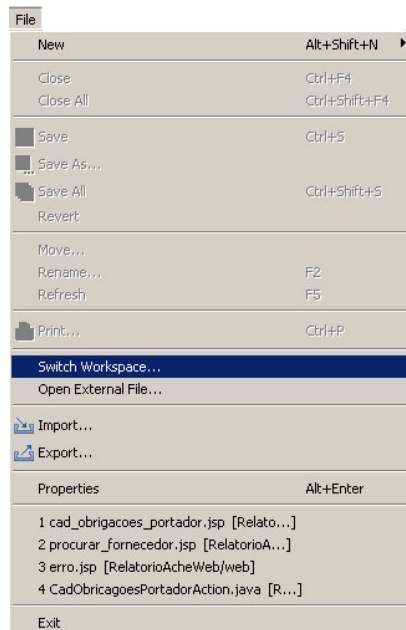 File
New Alt+Shift+N
Close Ctrl+F4
Close All Ctrl+Shift+F4
Save Ctrl+S
Save As...
Save All Ctrl+Shift+S
Revert
Move...
Rename... F2
Refresh F5
Print... Ctrl+P
Switch Workspace...
Open External File...
Import...
Export...
Properties Alt+Enter
1 cad_obrigacoes_portador.jsp [Relato...]
2 procurar_fornecedor.jsp [RelatorioA...]
3 erro.jsp [RelatorioAcheWeb/web]
4 CadObricagoesPortadorAction.java [R...]
Exit